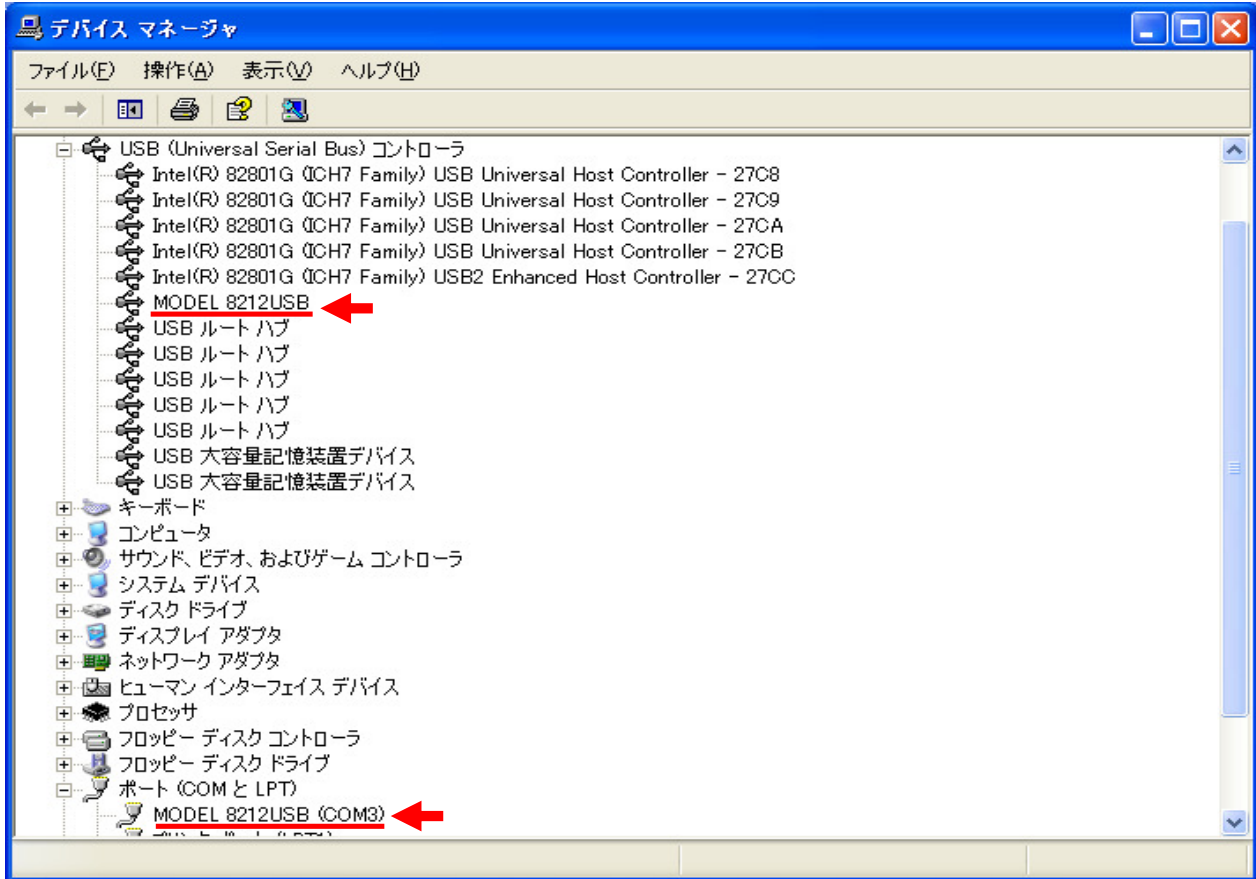 デバイス マネージャ
ファイル(F) 操作(A) 表示(V) ヘルプ(H)
USB (Universal Serial Bus) コントローラ
Intel(R) 82801G (ICH7 Family) USB Universal Host Controller - 27C8
Intel(R) 82801G (ICH7 Family) USB Universal Host Controller - 27C9
Intel(R) 82801G (ICH7 Family) USB Universal Host Controller - 27CA
Intel(R) 82801G (ICH7 Family) USB Universal Host Controller - 27CB
Intel(R) 82801G (ICH7 Family) USB2 Enhanced Host Controller - 27CC
MODEL 8212USB
USB ルート ハブ
USB ルート ハブ
USB ルート ハブ
USB ルート ハブ
USB ルート ハブ
USB 大容量記憶装置デバイス
USB 大容量記憶装置デバイス
キーボード
コンピュータ
サウンド、ビデオ、およびゲーム コントローラ
システム デバイス
ディスク ドライブ
ディスプレイ アダプタ
ネットワーク アダプタ
ヒューマン インターフェイス デバイス
プロセッサ
フロッピー ディスク コントローラ
フロッピー ディスク ドライブ
ポート (COM と LPT)
MODEL 8212USB (COM3)